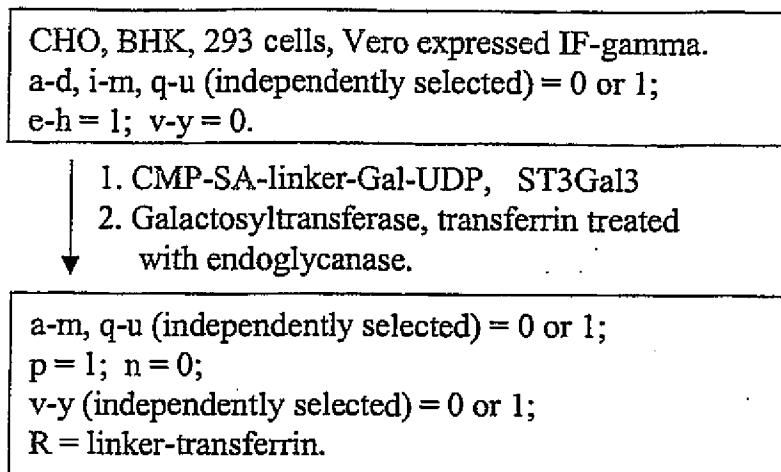 CHO, BHK, 293 cells, Vero expressed IF-gamma.
a-d, i-m, q-u (independently selected) = 0 or 1;
e-h = 1; v-y = 0.
1. CMP-SA-linker-Gal-UDP, ST3Gal3
2. Galactosyltransferase, transferrin treated
with endoglycanase.
a-m, q-u (independently selected) = 0 or 1;
p = 1; n = 0;
v-y (independently selected) = 0 or 1;
R = linker-transferrin.